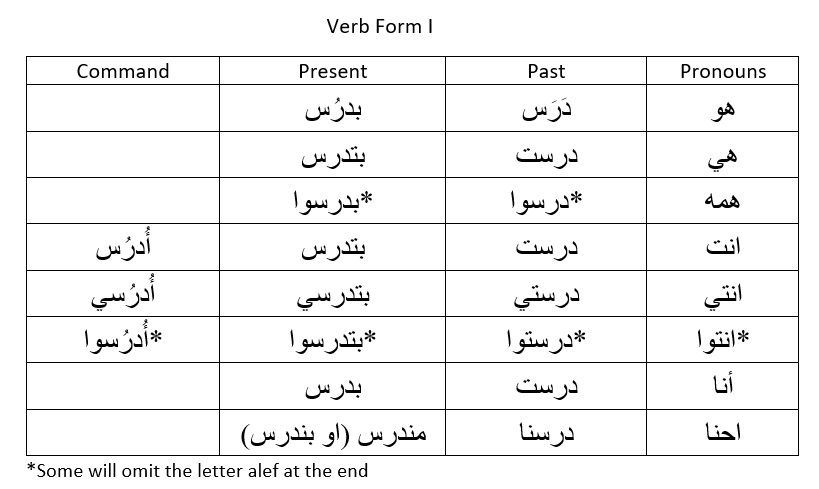 Verb Form I
Command Present Past Pronouns
هو دَرَس بدرُس
هي درست بتدرس
همه درسوا* بدرسوا*
انت درست بتدرس أُدرُس
انتي درستي بتدرسي أُدرُسي
انتوا* درستوا* بتدرسوا* أُدرُسوا*
أنا درست بدرس
احنا درسنا مندرس (او بندرس)
*Some will omit the letter alef at the end